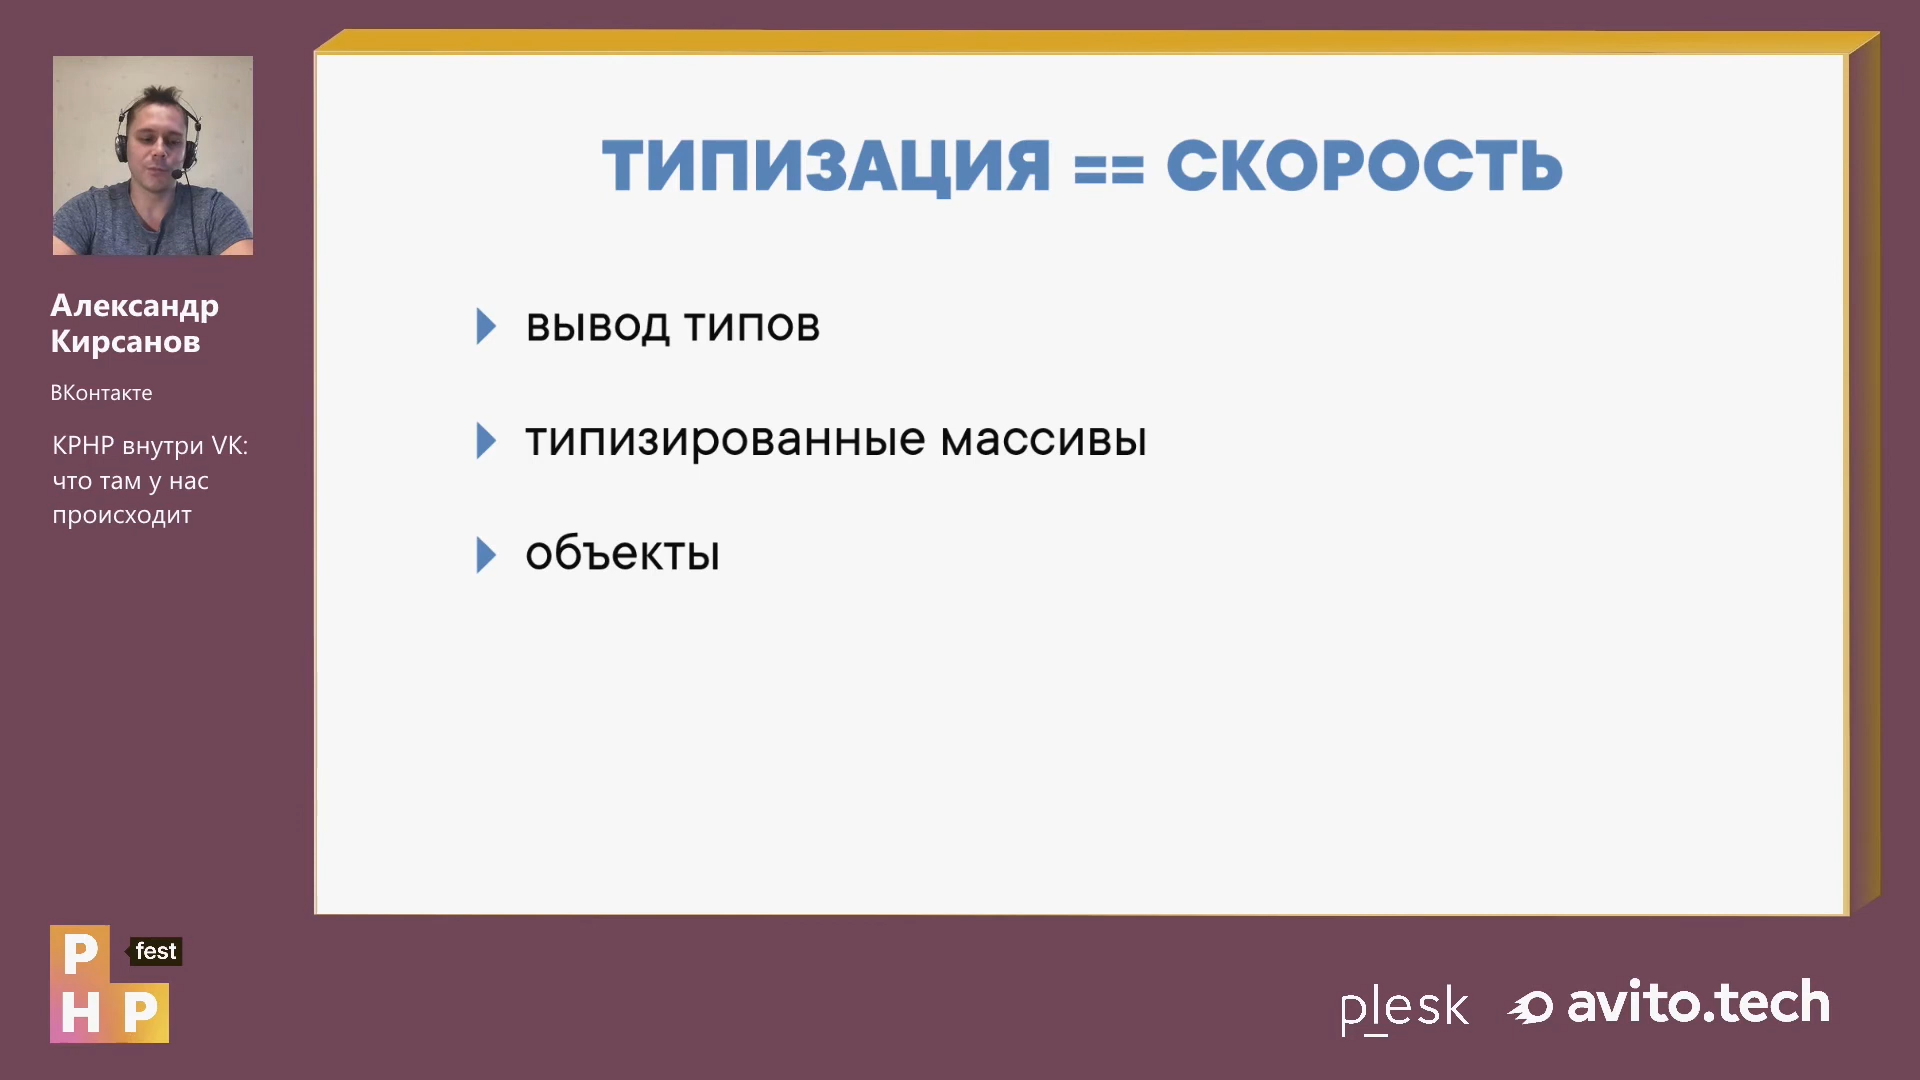 Александр
Кирсанов
ВКонтакте
KPHP внутри VK:
что там у нас
происходит
ТИПИЗАЦИЯ == СКОРОСТЬ
вывод типов
типизированные массивы
объекты
P
fest
H P
plesk
avito.tech